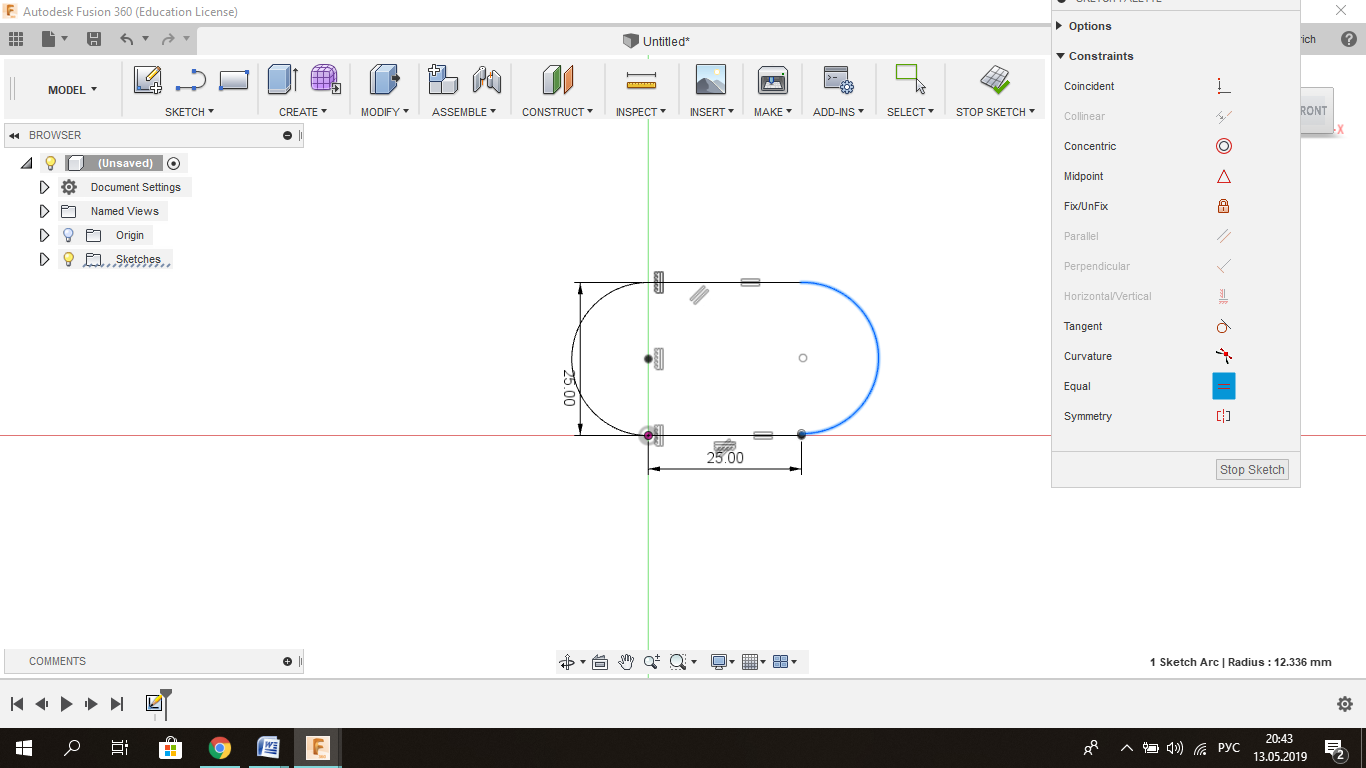 Autodesk Fusion 360 (Education License)
Untitled*
rich
MODEL
SKETCH
CREATE
MODIFY
ASSEMBLE
CONSTRUCT
INSPECT
INSERT
MAKE
ADD-INS
SELECT
STOP SKETCH
BROWSER
(Unsaved)
Document Settings
Named Views
Origin
Sketches
25.00
25.00
Options
Constraints
Coincident
Collinear
Concentric
Midpoint
Fix/UnFix
Parallel
Perpendicular
Horizontal/Vertical
Tangent
Curvature
Equal
Symmetry
Stop Sketch
RONT
X
COMMENTS
1 Sketch Arc | Radius : 12.336 mm
РУС
20:43
13.05.2019
2